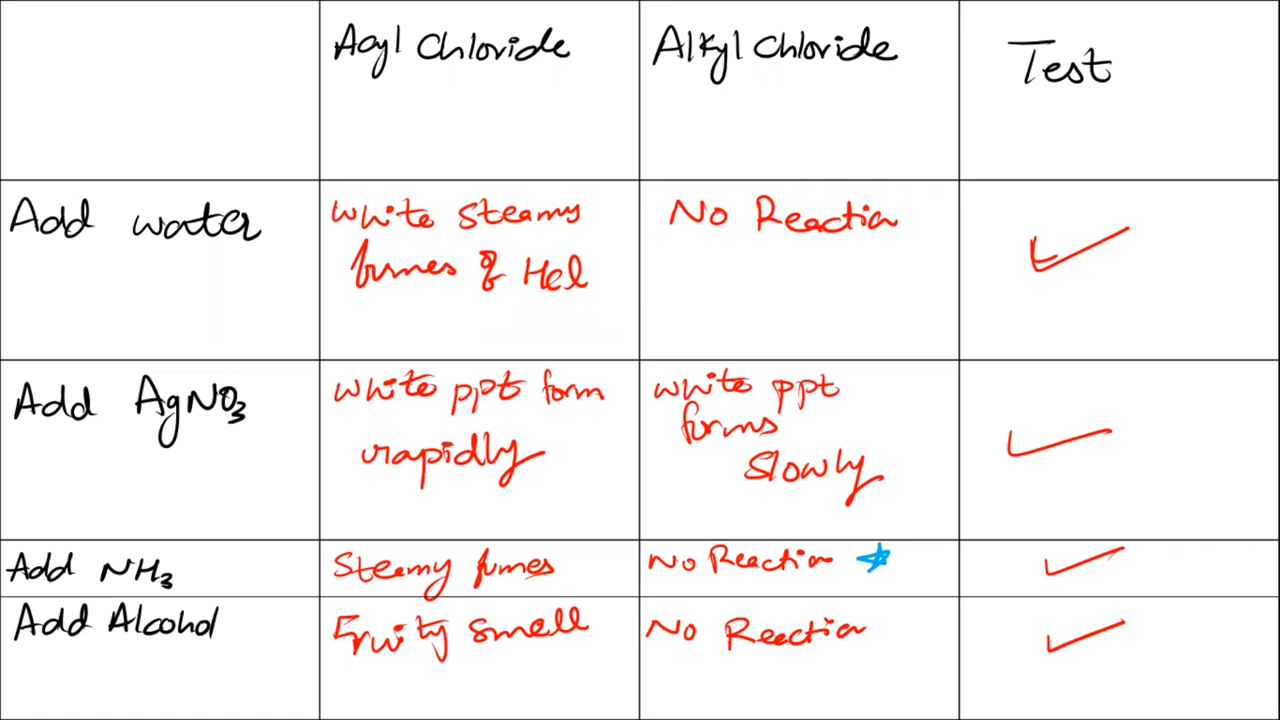 Acyl Chloride
Alkyl Chloride
Test
Add water
white steamy
fumes of HCl
No Reaction
Add AgNO3
white ppt form
rapidly
white ppt
forms
slowly
Add NH3
Steamy fumes
No Reaction
Add Alcohol
Fruity smell
No Reaction